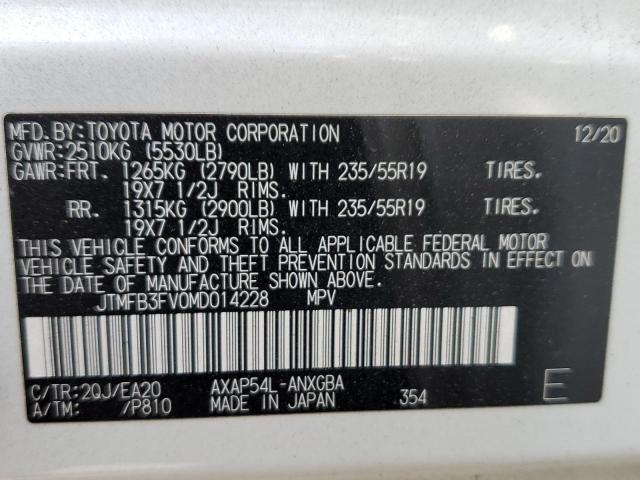 MFD.BY:TOYOTA MOTOR CORPORATION 12/20
GVWR:2510KG (5530LB)
GAWR:FRT. 1265KG (2790LB) WITH 235/55R19 TIRES.
19X7 1/2J RIMS.
RR. 1315KG (2900LB) WITH 235/55R19 TIRES.
19X7 1/2J RIMS.
THIS VEHICLE CONFORMS TO ALL APPLICABLE FEDERAL MOTOR
VEHICLE SAFETY AND THEFT PREVENTION STANDARDS IN EFFECT ON
THE DATE OF MANUFACTURE SHOWN ABOVE.
JTMFB3FV0MD014228 MPV
C/TR:2QJ/EA20 AXAP54L-ANXGBA
A/TM: /P810 MADE IN JAPAN 354 E